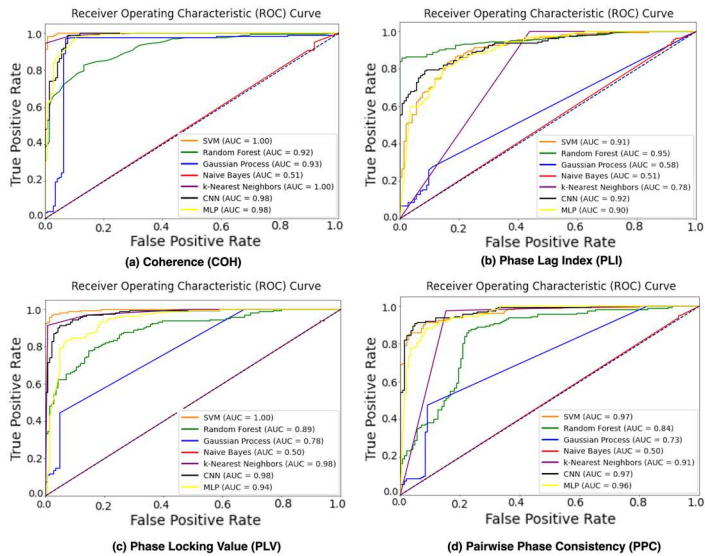 Receiver Operating Characteristic (ROC) Curve
True Positive Rate
1.0
0.8
0.6
0.4
0.2
0.0
SVM (AUC = 1.00)
Random Forest (AUC = 0.92)
Gaussian Process (AUC = 0.93)
Naive Bayes (AUC = 0.51)
k-Nearest Neighbors (AUC = 1.00)
CNN (AUC = 0.98)
MLP (AUC = 0.98)
0.0 0.2 0.4 0.6 0.8 1.0
False Positive Rate
(a) Coherence (COH)
Receiver Operating Characteristic (ROC) Curve
True Positive Rate
1.0
0.8
0.6
0.4
0.2
0.0
SVM (AUC = 0.91)
Random Forest (AUC = 0.95)
Gaussian Process (AUC = 0.58)
Naive Bayes (AUC = 0.51)
k-Nearest Neighbors (AUC = 0.78)
CNN (AUC = 0.92)
MLP (AUC = 0.90)
0.0 0.2 0.4 0.6 0.8 1.0
False Positive Rate
(b) Phase Lag Index (PLI)
Receiver Operating Characteristic (ROC) Curve
True Positive Rate
1.0
0.8
0.6
0.4
0.2
0.0
SVM (AUC = 1.00)
Random Forest (AUC = 0.89)
Gaussian Process (AUC = 0.78)
Naive Bayes (AUC = 0.50)
k-Nearest Neighbors (AUC = 0.98)
CNN (AUC = 0.98)
MLP (AUC = 0.94)
0.0 0.2 0.4 0.6 0.8 1.0
False Positive Rate
(c) Phase Locking Value (PLV)
Receiver Operating Characteristic (ROC) Curve
True Positive Rate
1.0
0.8
0.6
0.4
0.2
0.0
SVM (AUC = 0.97)
Random Forest (AUC = 0.84)
Gaussian Process (AUC = 0.73)
Naive Bayes (AUC = 0.50)
k-Nearest Neighbors (AUC = 0.91)
CNN (AUC = 0.97)
MLP (AUC = 0.96)
0.0 0.2 0.4 0.6 0.8 1.0
False Positive Rate
(d) Pairwise Phase Consistency (PPC)